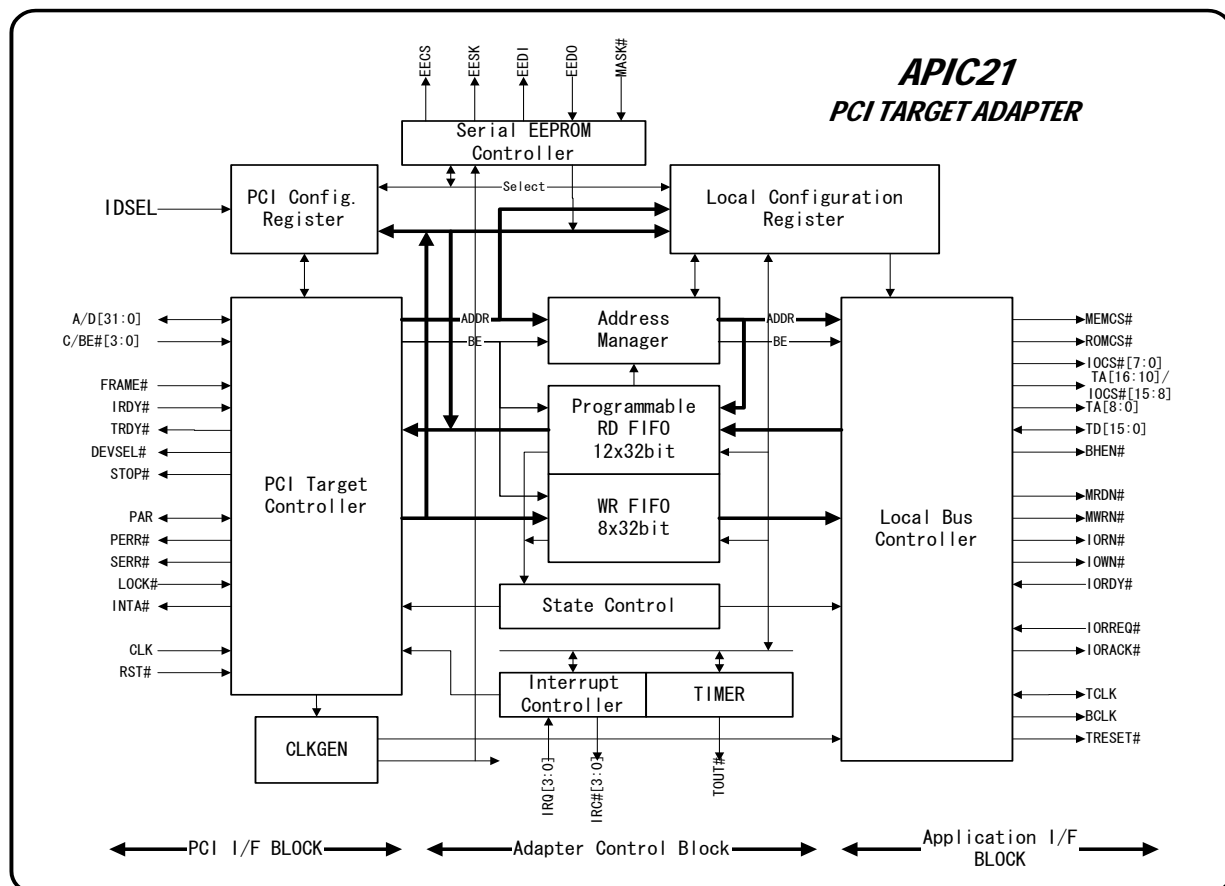 APIC21
PCI TARGET ADAPTER
EECS
EESK
EEDI
EEDO
MASK#
Serial EEPROM
Controller
IDSEL
PCI Config.
Register
Select
Local Configuration
Register
A/D[31:0]
C/BE#[3:0]
FRAME#
IRDY#
TRDY#
DEVSEL#
STOP#
PAR
PERR#
SERR#
LOCK#
INTA#
CLK
RST#
PCI Target
Controller
ADDR
BE
Address
Manager
ADDR
BE
Programmable
RD FIFO
12x32bit
WR FIFO
8x32bit
State Control
Interrupt
Controller
TIMER
CLKGEN
IRQ[3:0]
IRC#[3:0]
TOUT#
Local Bus
Controller
MEMCS#
ROMCS#
IOCS#[7:0]
TA[16:10]/
IOCS#[15:8]
TA[8:0]
TD[15:0]
BHEN#
MRDN#
MWRN#
IORN#
IOWN#
IORDY#
IORREQ#
IORACK#
TCLK
BCLK
TRESET#
PCI I/F BLOCK
Adapter Control Block
Application I/F
BLOCK